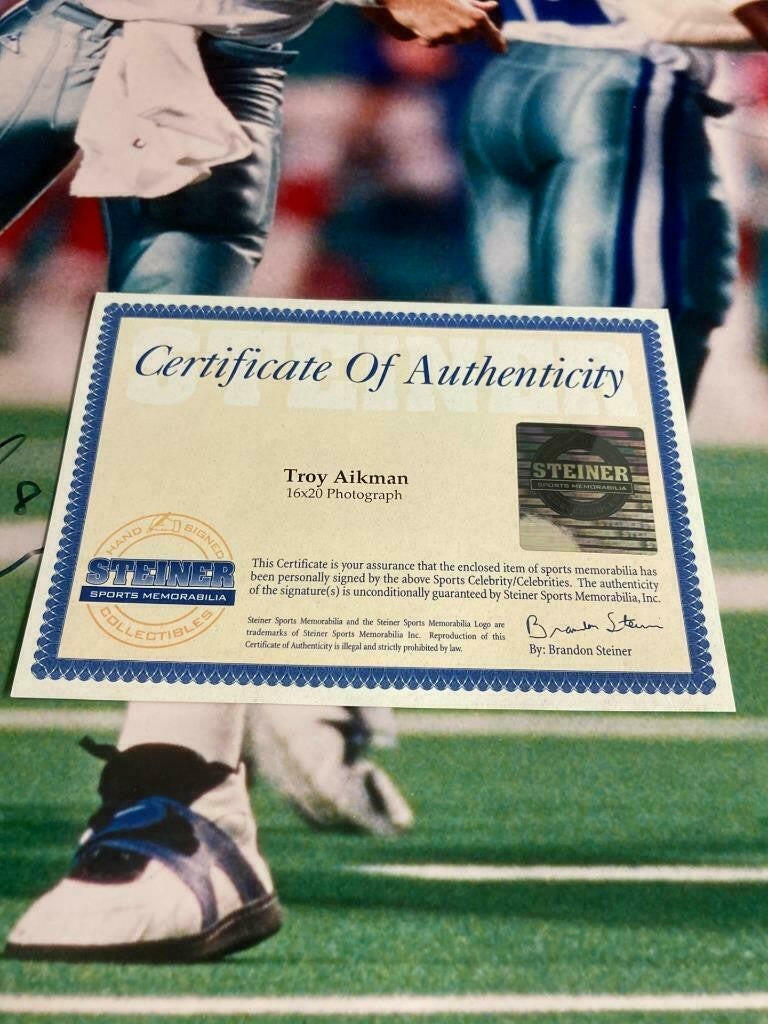 STEINER
Certificate Of Authenticity
Troy Aikman
16x20 Photograph
STEINER
SPORTS MEMORABILIA
HAND SIGNED
STEINER
SPORTS MEMORABILIA
COLLECTIBLES
This Certificate is your assurance that the enclosed item of sports memorabilia has
been personally signed by the above Sports Celebrity/Celebrities. The authenticity
of the signature(s) is unconditionally guaranteed by Steiner Sports Memorabilia, Inc.
Steiner Sports Memorabilia and the Steiner Sports Memorabilia Logo are
trademarks of Steiner Sports Memorabilia Inc. Reproduction of this
Certificate of Authenticity is illegal and strictly prohibited by law.
Brandon Steiner
By: Brandon Steiner
8